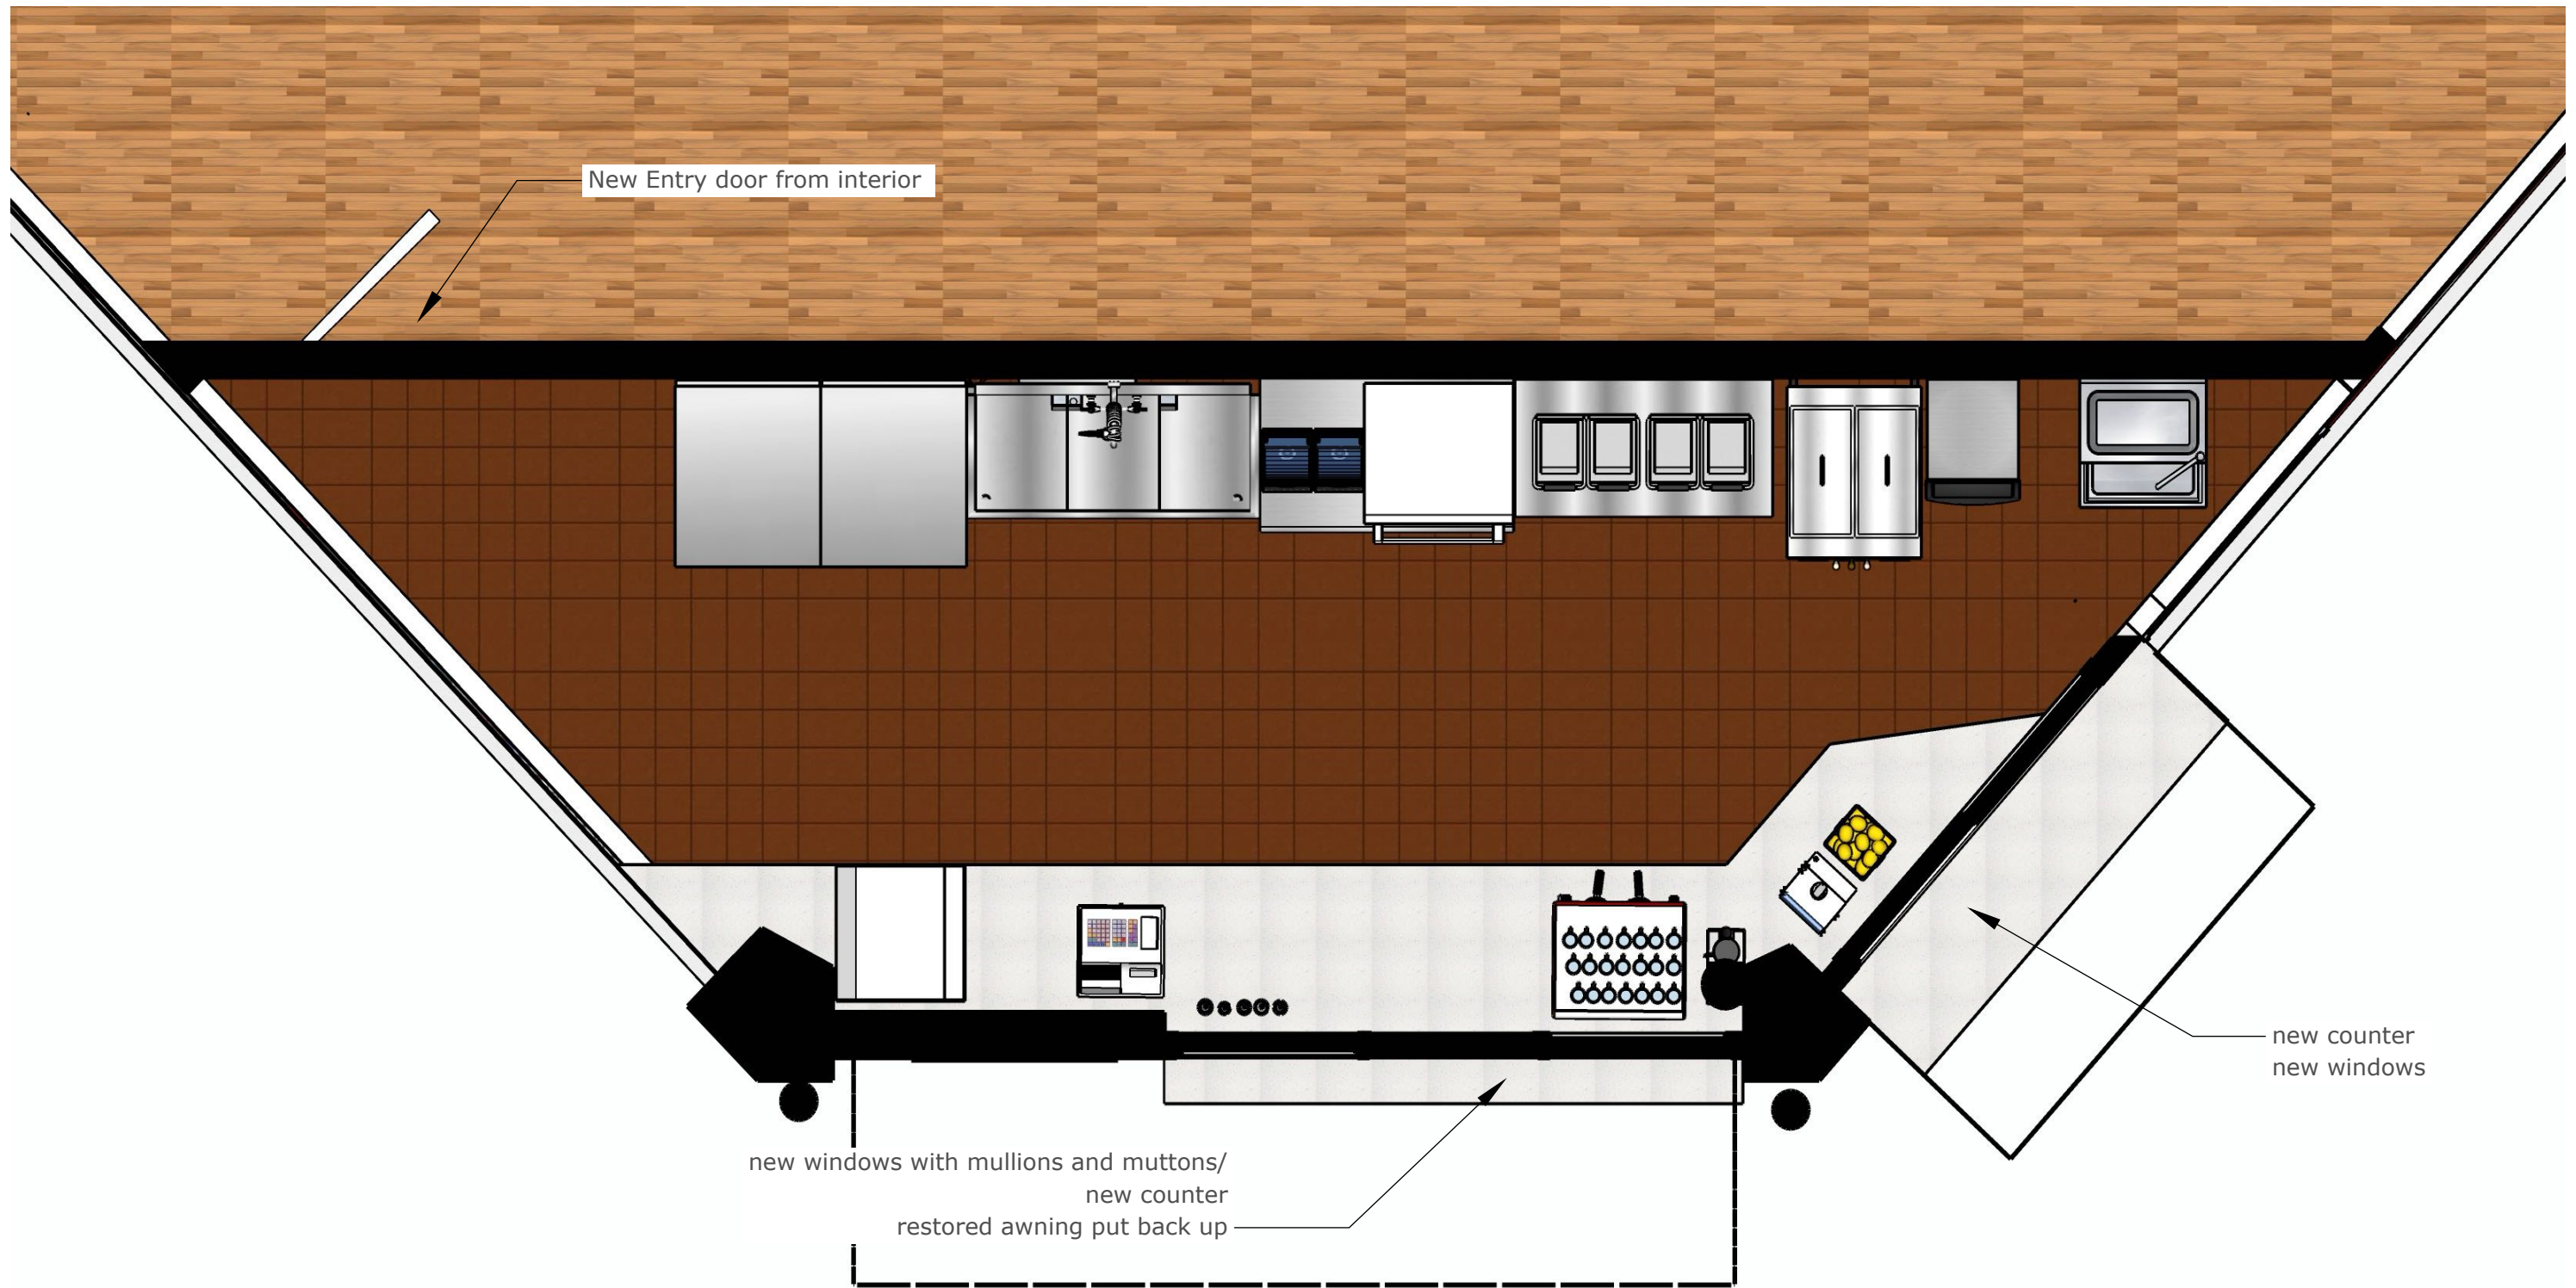 New Entry door from interior
new counter
new windows
new windows with mullions and muttons/
new counter
restored awning put back up